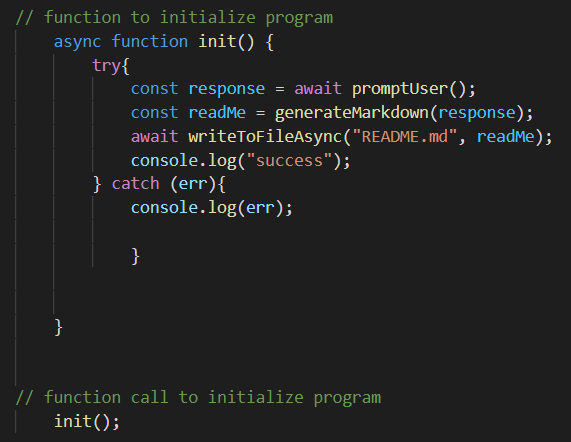 // function to initialize program
async function init() {
try{
const response = await promptUser();
const readMe = generateMarkdown(response);
await writeToFileAsync("README.md", readMe);
console.log("success");
} catch (err){
console.log(err);
}
}
// function call to initialize program
init();